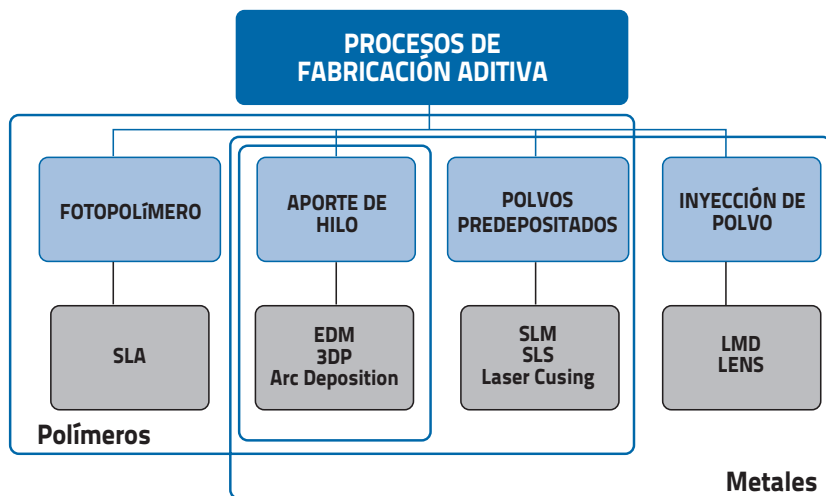 PROCESOS DE
FABRICACIÓN ADITIVA
FOTOPOLíMERO
APORTE DE
HILO
POLVOS
PREDEPOSITADOS
INYECCIÓN DE
POLVO
SLA
EDM
3DP
Arc Deposition
SLM
SLS
Laser Cusing
LMD
LENS
Polímeros
Metales